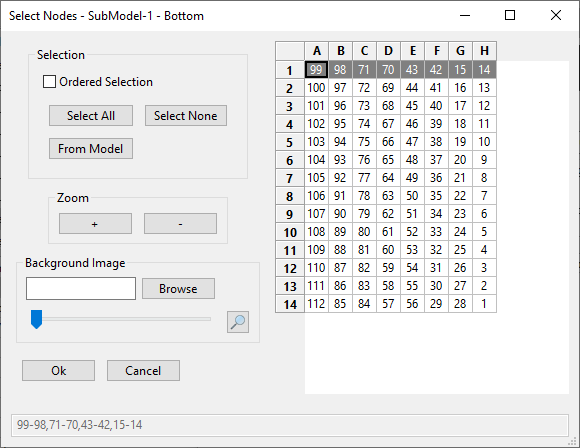 Select Nodes - SubModel-1 - Bottom
Selection
Ordered Selection
Select All Select None
From Model
Zoom
+ -
Background Image
Browse
Ok Cancel
A B C D E F G H
1 99 98 71 70 43 42 15 14
2 100 97 72 69 44 41 16 13
3 101 96 73 68 45 40 17 12
4 102 95 74 67 46 39 18 11
5 103 94 75 66 47 38 19 10
6 104 93 76 65 48 37 20 9
7 105 92 77 64 49 36 21 8
8 106 91 78 63 50 35 22 7
9 107 90 79 62 51 34 23 6
10 108 89 80 61 52 33 24 5
11 109 88 81 60 53 32 25 4
12 110 87 82 59 54 31 26 3
13 111 86 83 58 55 30 27 2
14 112 85 84 57 56 29 28 1
99-98,71-70,43-42,15-14